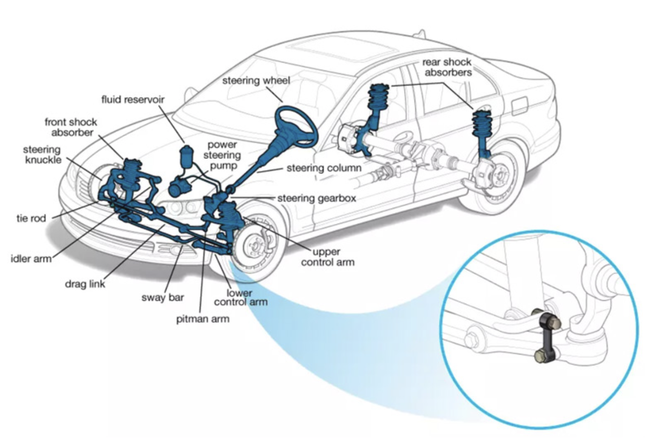 rear shock
absorbers
steering wheel
fluid reservoir
front shock
absorber
power
steering
pump
steering
knuckle
steering column
steering gearbox
tie rod
upper
control arm
idler arm
drag link
sway bar
lower
control arm
pitman arm